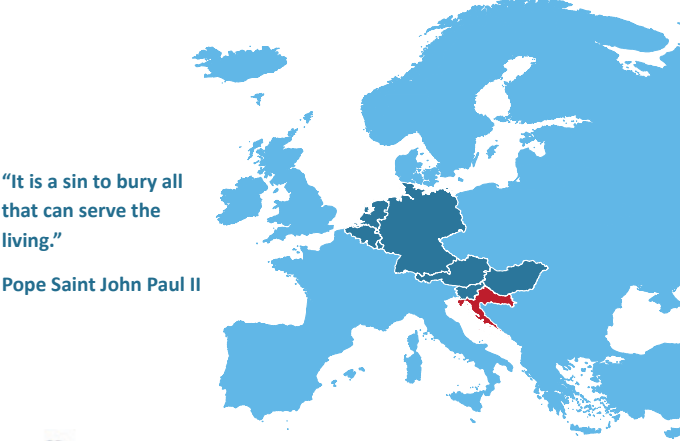 “It is a sin to bury all
that can serve the
living.”
Pope Saint John Paul II